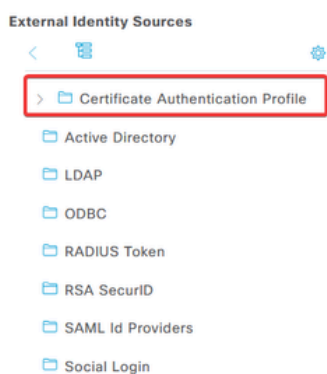 External Identity Sources
Certificate Authentication Profile
Active Directory
LDAP
ODBC
RADIUS Token
RSA SecurID
SAML Id Providers
Social Login